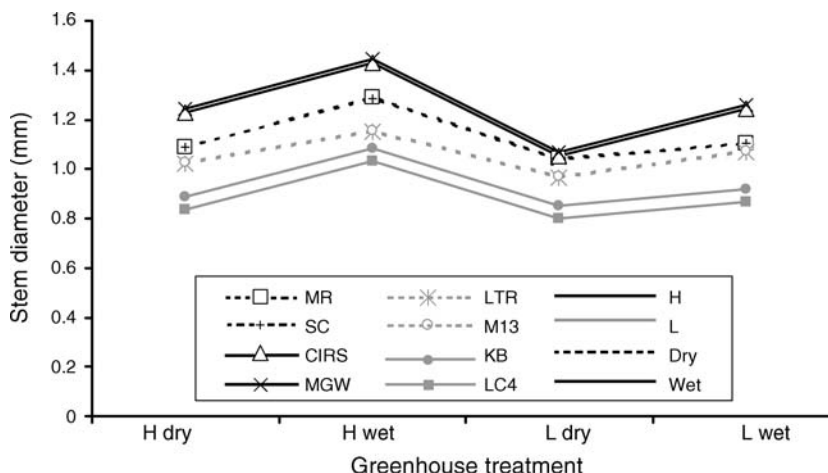 1.6
1.4
1.2
1.0
0.8
0.6
0.4
0.2
0
Stem diameter (mm)
MR LTR H
SC M13 L
CIRS KB Dry
MGW LC4 Wet
H dry H wet L dry L wet
Greenhouse treatment